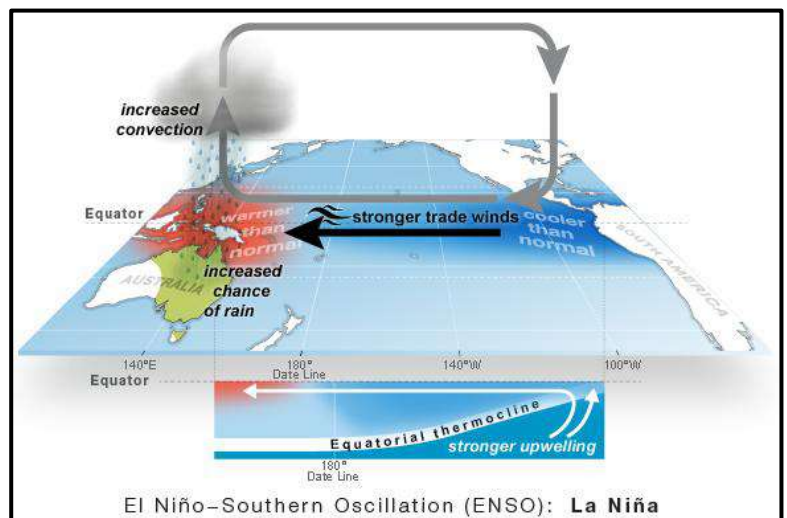 increased
convection
Equator
warmer
than
normal
stronger trade winds
cooler
than
normal
SOUTH AMERICA
AUSTRALIA
increased
chance
of rain
140°E
180°
Date Line
140°W
100°W
Equator
Equatorial thermocline
stronger upwelling
180°
Date Line
El Niño–Southern Oscillation (ENSO): La Niña